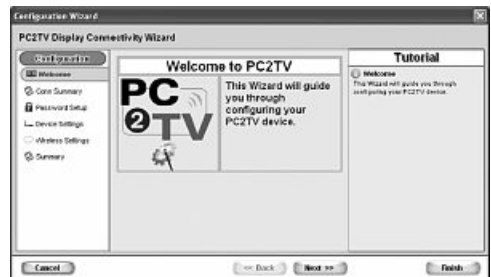 Configuration Wizard
PC2TV Display Connectivity Wizard
Configuration
Welcome
Core Summary
Password Setup
Device Settings
Wireless Settings
Summary
Welcome to PC2TV
PC
2TV
This Wizard will guide
you through
configuring your
PC2TV device.
Tutorial
Welcome
This Wizard will guide you through
configuring your PC2TV device.
Cancel
<< Back
Next >>
Finish